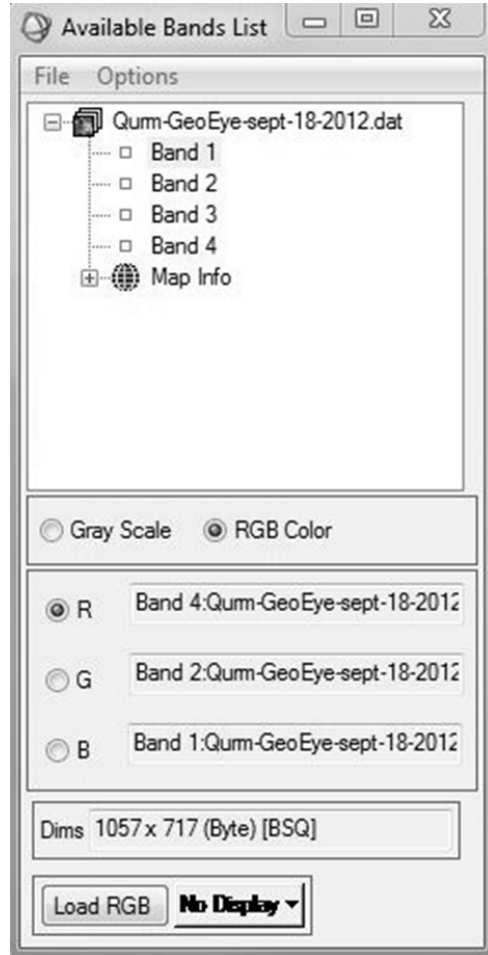 Available Bands List
File Options
Qurm-GeoEye-sept-18-2012.dat
Band 1
Band 2
Band 3
Band 4
Map Info
Gray Scale RGB Color
R Band 4:Qurm-GeoEye-sept-18-2012
G Band 2:Qurm-GeoEye-sept-18-2012
B Band 1:Qurm-GeoEye-sept-18-2012
Dims 1057 x 717 (Byte) [BSQ]
Load RGB No Display